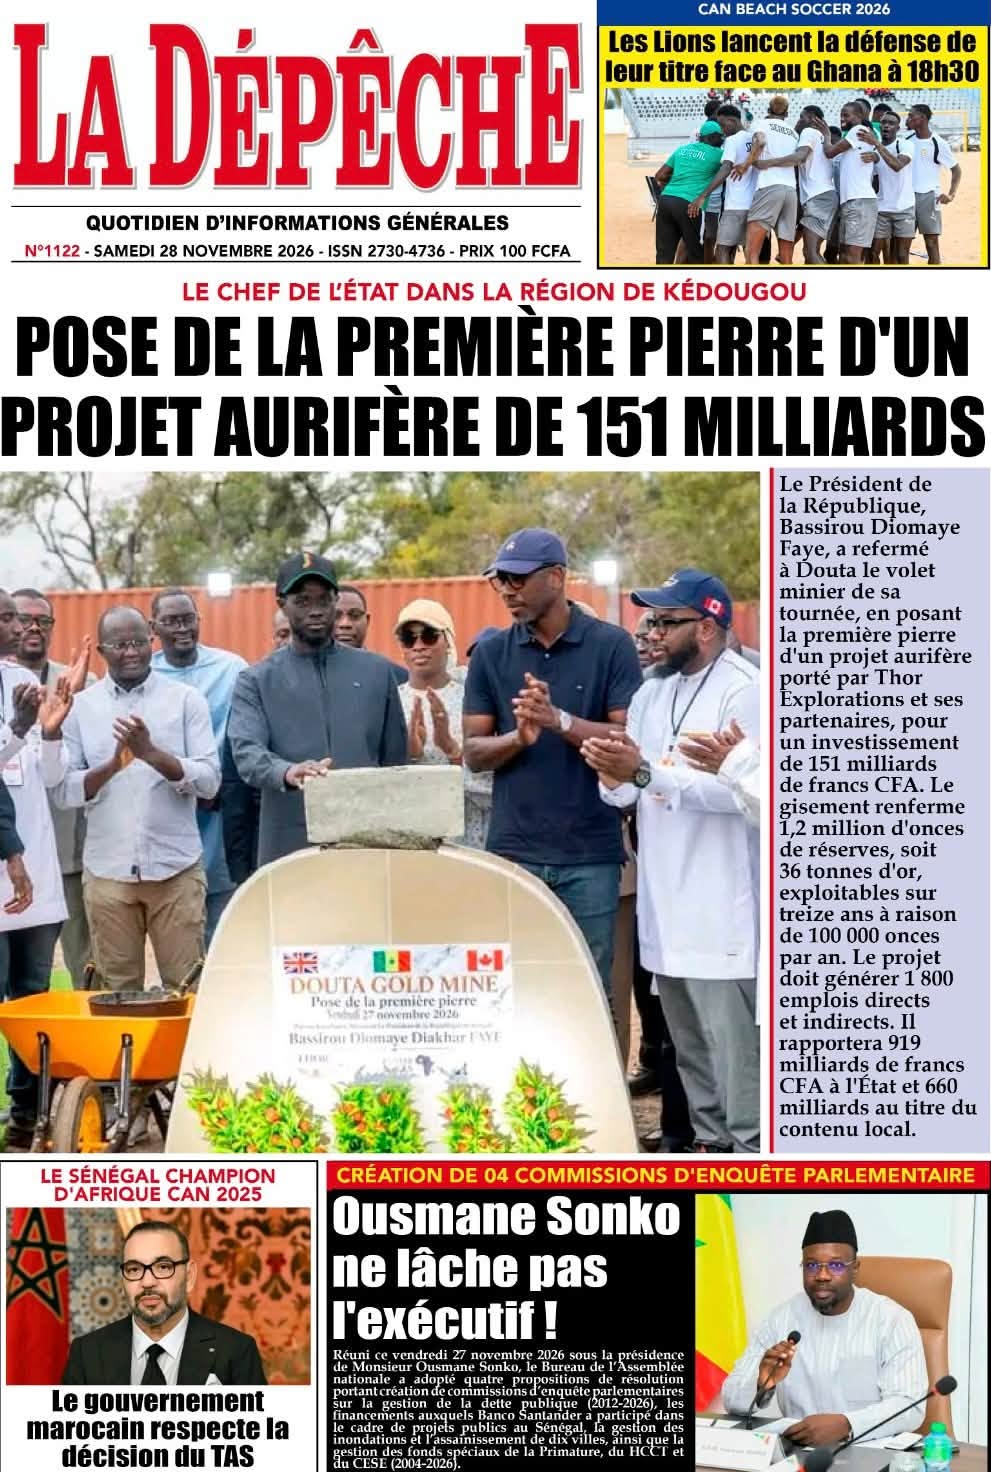 LA DÉPÊCHE
QUOTIDIEN D'INFORMATIONS GÉNÉRALES
N°1122 - SAMEDI 28 NOVEMBRE 2026 - ISSN 2730-4736 - PRIX 100 FCFA
CAN BEACH SOCCER 2026
Les Lions lancent la défense de
leur titre face au Ghana à 18h30
SENEGAL
SENEGAL
LE CHEF DE L'ÉTAT DANS LA RÉGION DE KÉDOUGOU
POSE DE LA PREMIÈRE PIERRE D'UN
PROJET AURIFÈRE DE 151 MILLIARDS
DOUTA GOLD MINE
Pose de la première pierre
Vendredi 27 novembre 2026
Bassirou Diomaye Diakhar FAYE
Le Président de
la République,
Bassirou Diomaye
Faye, a refermé
à Douta le volet
minier de sa
tournée, en posant
la première pierre
d'un projet aurifère
porté par Thor
Explorations et ses
partenaires, pour
un investissement
de 151 milliards
de francs CFA. Le
gisement renferme
1,2 million d'onces
de réserves, soit
36 tonnes d'or,
exploitables sur
treize ans à raison
de 100 000 onces
par an. Le projet
doit générer 1 800
emplois directs
et indirects. Il
rapportera 919
milliards de francs
CFA à l'État et 660
milliards au titre du
contenu local.
LE SÉNÉGAL CHAMPION
D'AFRIQUE CAN 2025
Le gouvernement
marocain respecte la
décision du TAS
CRÉATION DE 04 COMMISSIONS D'ENQUÊTE PARLEMENTAIRE
Ousmane Sonko
ne lâche pas
l'exécutif !
Réuni ce vendredi 27 novembre 2026 sous la présidence
de Monsieur Ousmane Sonko, le Bureau de l'Assemblée
nationale a adopté quatre propositions de résolution
portant création de commissions d'enquête parlementaires
sur la gestion de la dette publique (2012-2026), les
financements auxquels Banco Santander a participé dans
le cadre de projets publics au Sénégal, la gestion des
inondations et l'assainissement de dix villes, ainsi que la
gestion des fonds spéciaux de la Primature, du HCCT et
du CESE (2004-2026).